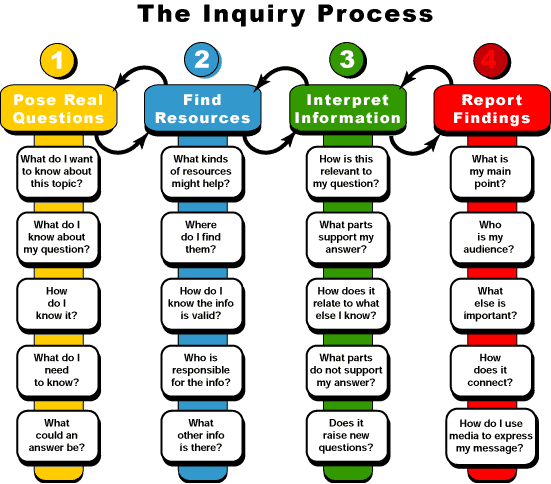 The Inquiry Process
1
Pose Real
Questions
What do I want
to know about
this topic?
What do I
know about
my question?
How
do I
know it?
What do I
need
to know?
What
could an
answer be?
2
Find
Resources
What kinds
of resources
might help?
Where
do I find
them?
How do I
know the info
is valid?
Who is
responsible
for the info?
What
other info
is there?
3
Interpret
Information
How is this
relevant to
my question?
What parts
support my
answer?
How does it
relate to what
else I know?
What parts
do not support
my answer?
Does it
raise new
questions?
4
Report
Findings
What is
my main
point?
Who
is my
audience?
What
else is
important?
How
does it
connect?
How do I use
media to express
my message?